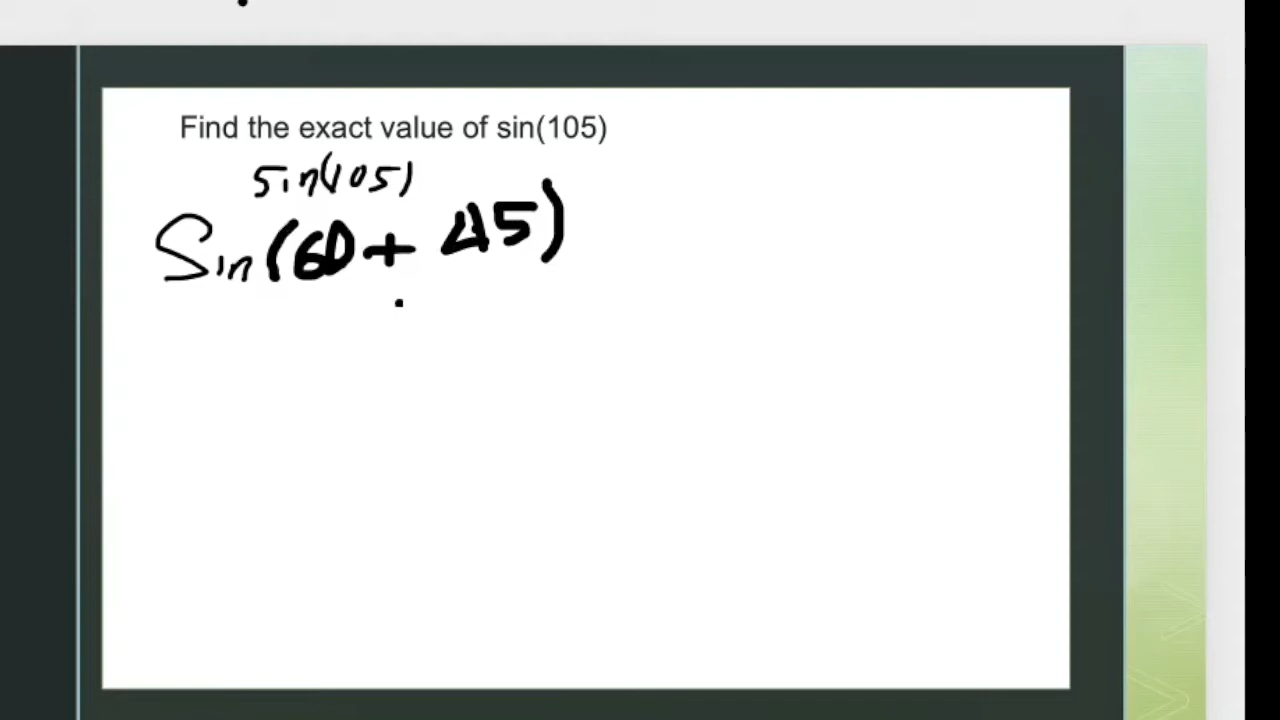 Find the exact value of sin(105)
sin(105)
Sin(60+ 45)